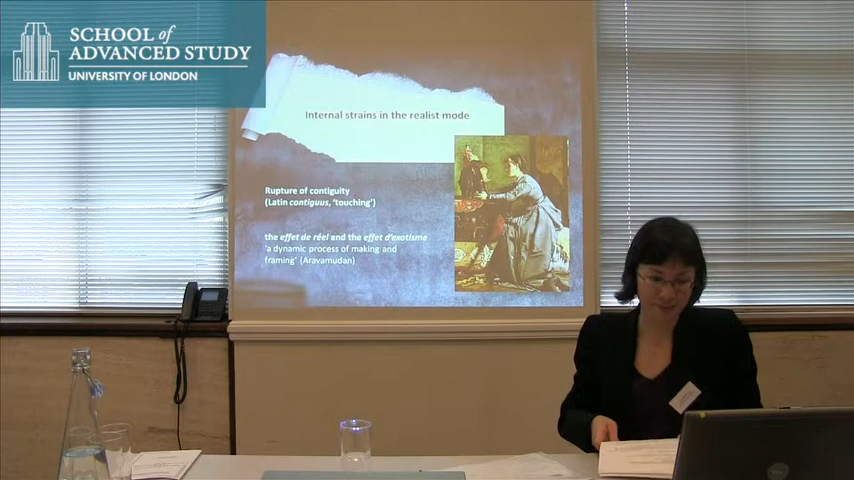 SCHOOL of
ADVANCED STUDY
UNIVERSITY OF LONDON
Internal strains in the realist mode
Rupture of contiguity
(Latin contiguus, 'touching')
the effet de réel and the effet d'exotisme
'a dynamic process of making and
framing' (Aravamudan)